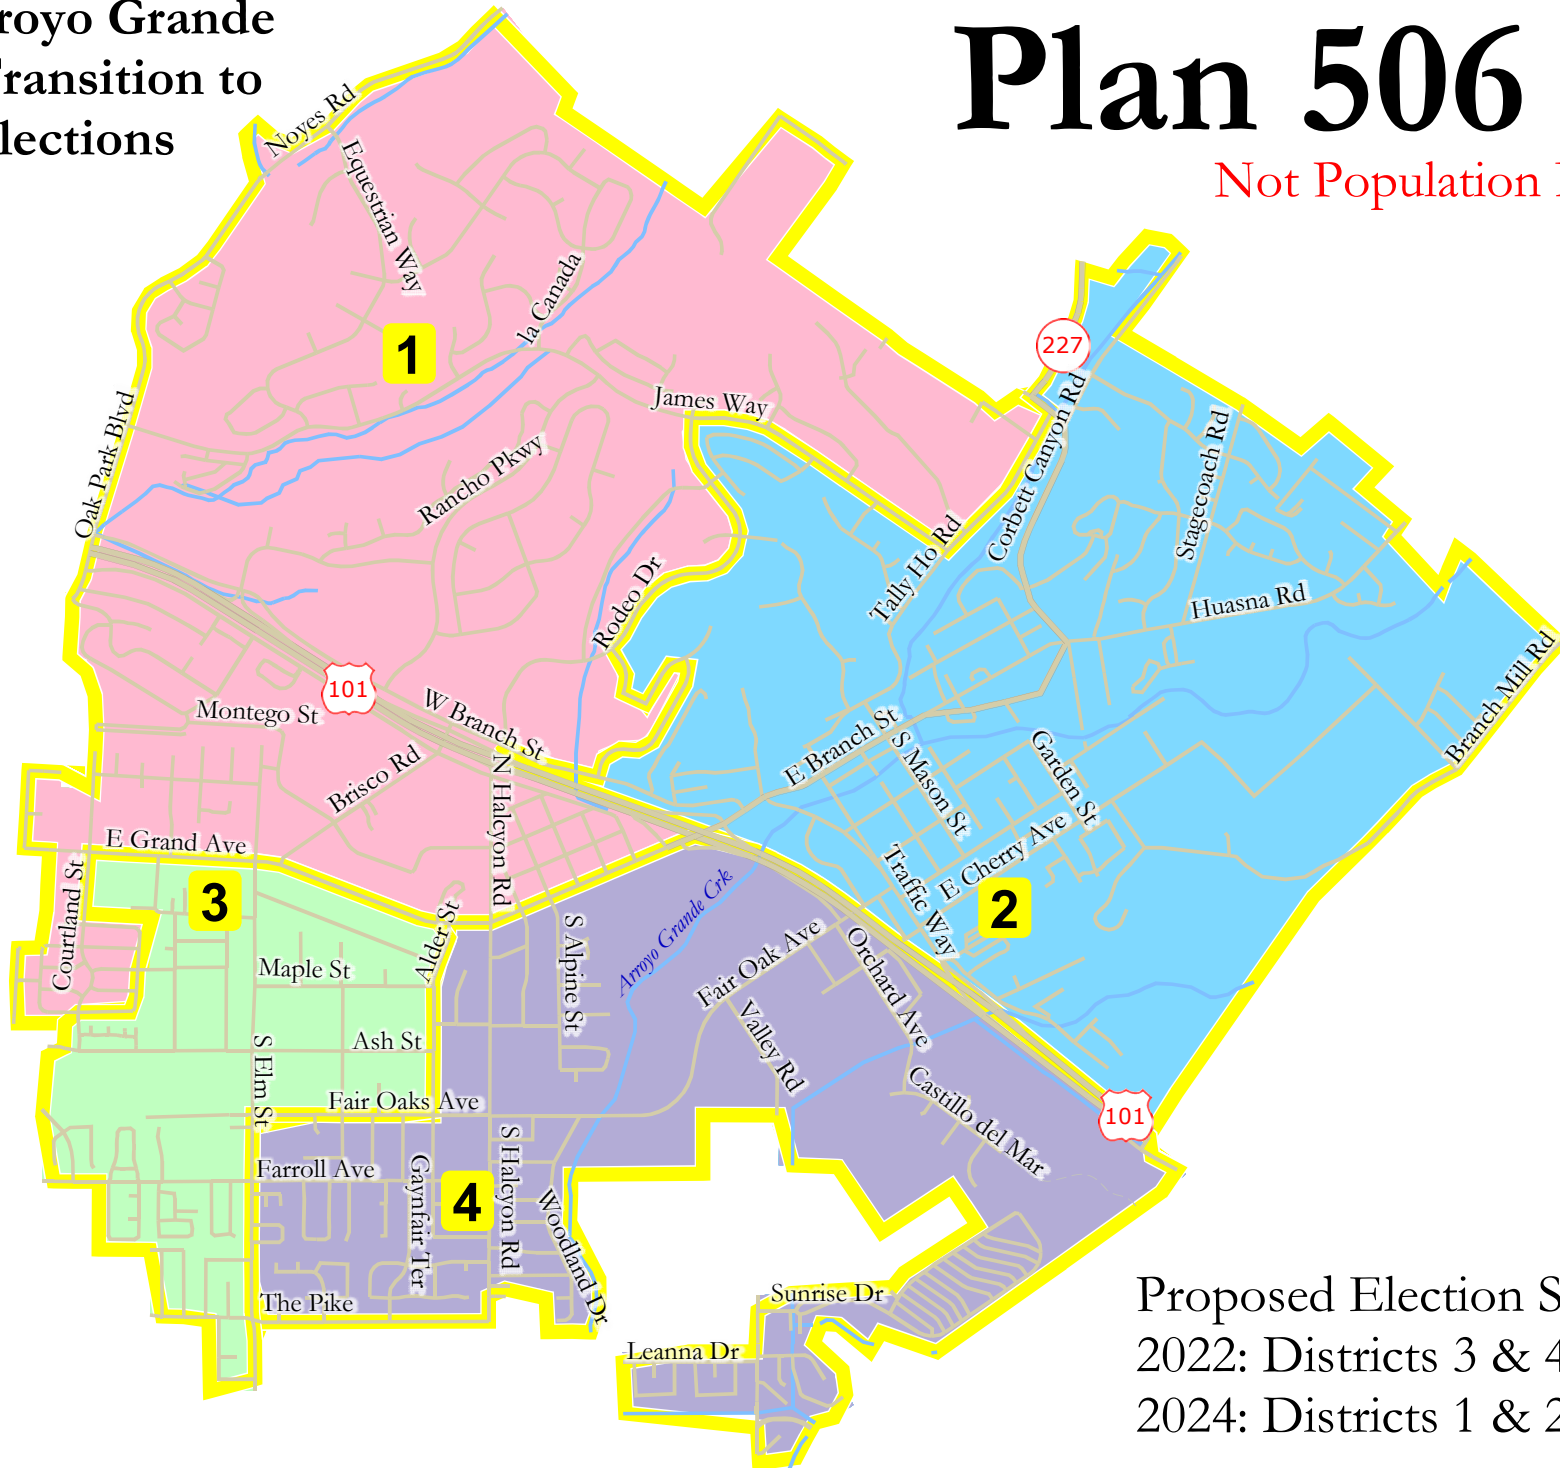 royo Grande
ransition to
lections
Plan 506
Not Population
Noyes Rd
Equestrian Way
la Canada
227
1
Corbett Canyon Rd
James Way
Oak Park Blvd
Stagecoach Rd
Rancho Pkwy
Tally Ho Rd
Rodeo Dr
Huasna Rd
Branch Mill Rd
101
Montego St
W Branch St
E Branch St
S Mason St
Garden St
Brisco Rd
N Halcyon Rd
E Grand Ave
Courtland St
3
E Cherry Ave
Traffic Way
2
Arroyo Grande Crk
Alder St
S Alpine St
Fair Oak Ave
Orchard Ave
Maple St
Valley Rd
Ash St
S Elm St
Castillo del Mar
Fair Oaks Ave
101
Farroll Ave
Gaynfair Ter
4
S Halcyon Rd
Woodland Dr
The Pike
Sunrise Dr
Leanna Dr
Proposed Election S
2022: Districts 3 & 4
2024: Districts 1 & 2